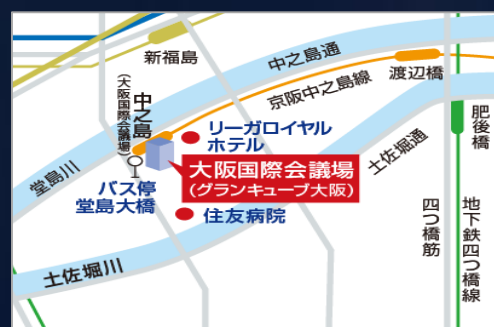 新福島
中之島通
渡辺橋
京阪中之島線
中之島
(大阪国際会議場)
リーガロイヤル
ホテル
肥後橋
土佐堀通
大阪国際会議場
(グランキューブ大阪)
堂島川
バス停
堂島大橋
住友病院
四つ橋筋
地下鉄四つ橋線
土佐堀川